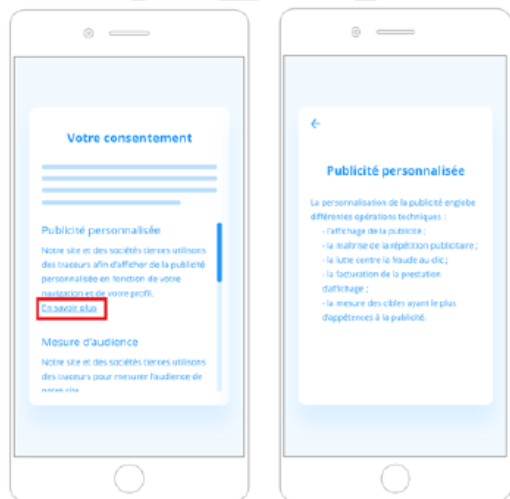 Votre consentement
Publicité personnalisée
Notre site et des sociétés tierces utilisons
des traceurs afin d'afficher de la publicité
personnalisée en fonction de votre
navigation et de votre profil.
En savoir plus
Mesure d'audience
Notre site et des sociétés tierces utilisons
des traceurs pour mesurer l'audience de
notre site
←
Publicité personnalisée
La personnalisation de la publicité englobe
différentes opérations techniques :
- l'affichage de la publicité ;
- la maîtrise de la répétition publicitaire ;
- la lutte contre la fraude au clic ;
- la facturation de la prestation
d'affichage ;
- la mesure des cibles ayant le plus
d'appétences à la publicité.